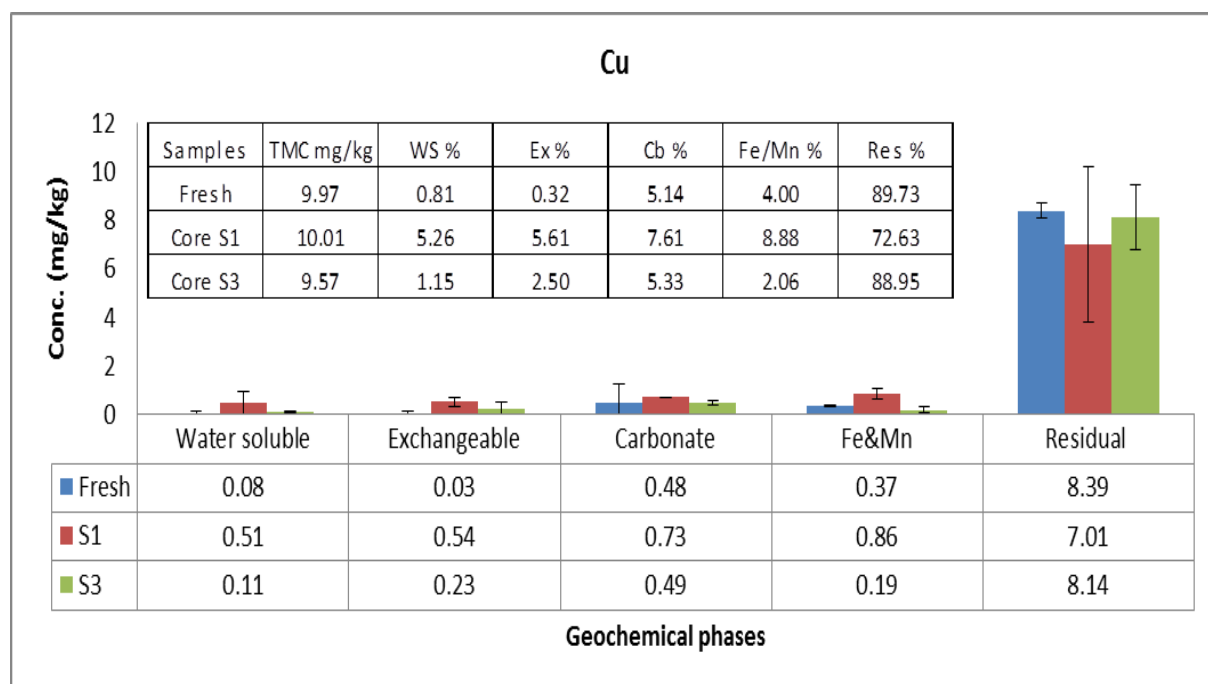 Cu
Conc. (mg/kg)
12
10
8
6
4
2
0
Samples TMC mg/kg WS % Ex % Cb % Fe/Mn % Res %
Fresh 9.97 0.81 0.32 5.14 4.00 89.73
Core S1 10.01 5.26 5.61 7.61 8.88 72.63
Core S3 9.57 1.15 2.50 5.33 2.06 88.95
Water soluble Exchangeable Carbonate Fe&Mn Residual
Fresh 0.08 0.03 0.48 0.37 8.39
S1 0.51 0.54 0.73 0.86 7.01
S3 0.11 0.23 0.49 0.19 8.14
Geochemical phases